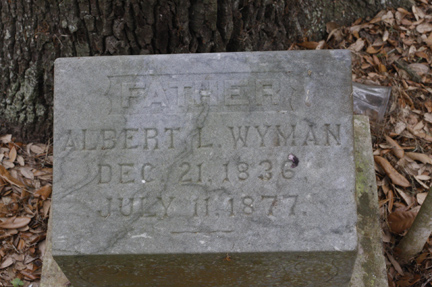 FATHER
ALBERT L. WYMAN
DEC. 21, 1836
JULY 11, 1877.